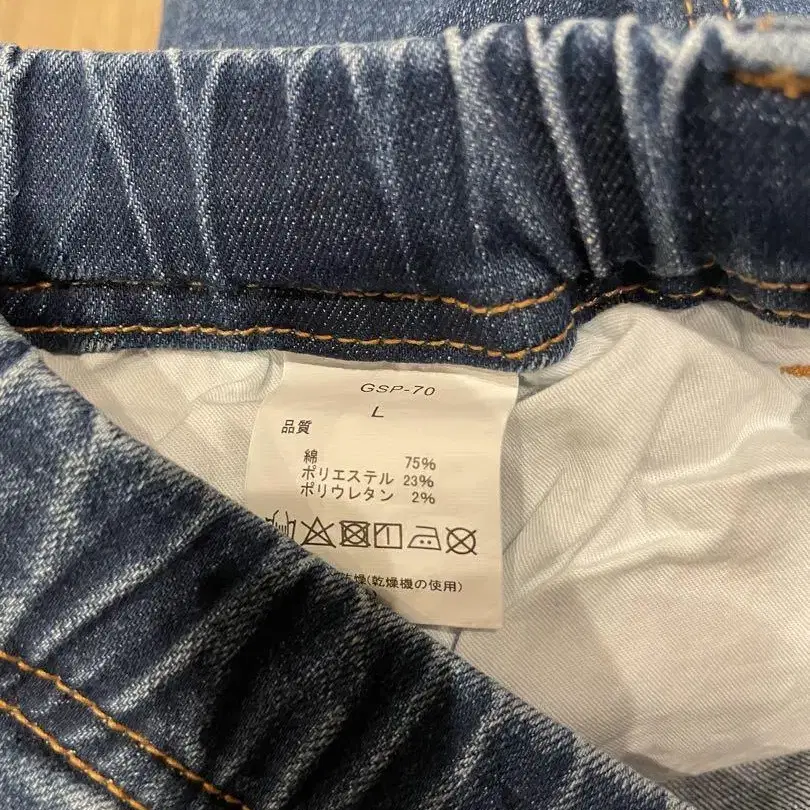 GSP-70
L
品質
綿 75%
ポリエステル 23%
ポリウレタン 2%
燥(乾燥機の使用)